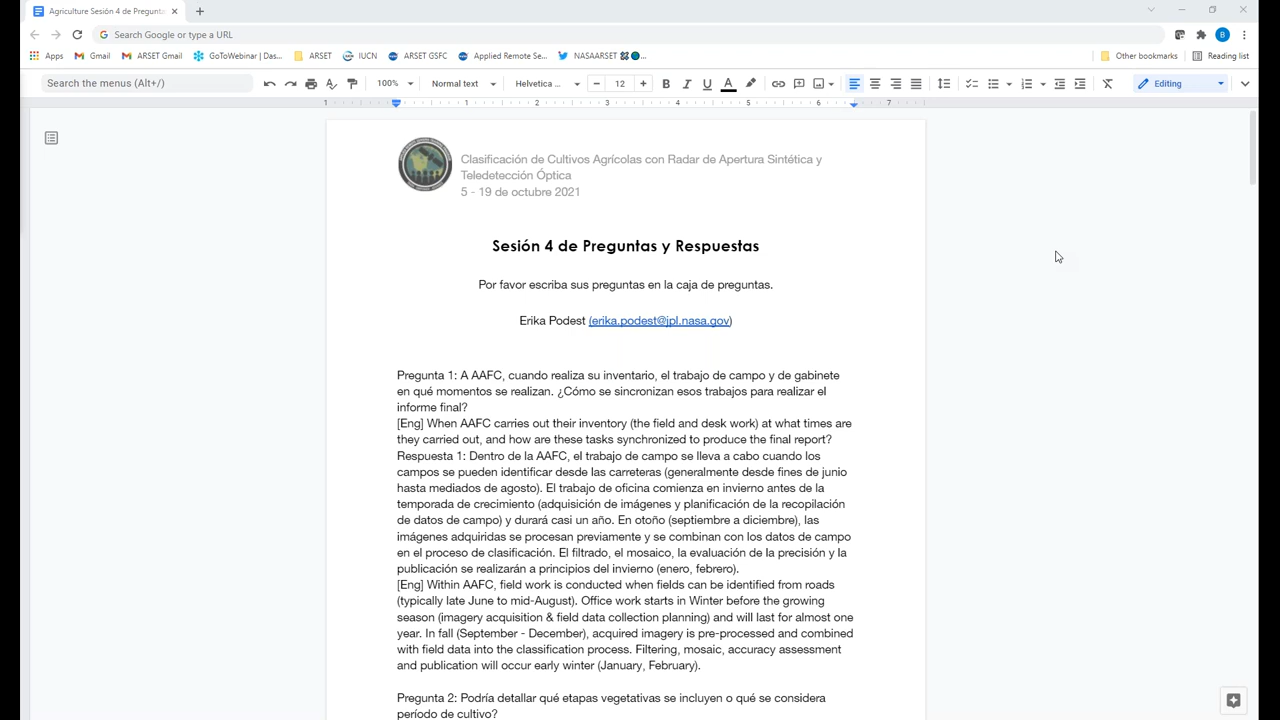 Agriculture Sesión 4 de Pregunta
Search Google or type a URL
B
Apps
Gmail
ARSET Gmail
GoToWebinar | Das...
ARSET
IUCN
ARSET GSFC
Applied Remote Se...
NASAARSET
Other bookmarks
Reading list
Search the menus (Alt+/)
100%
Normal text
Helvetica ...
12
B I U A
Editing
1 1 2 3 4 5 6 7
Clasificación de Cultivos Agrícolas con Radar de Apertura Sintética y
Teledetección Óptica
5 - 19 de octubre 2021
Sesión 4 de Preguntas y Respuestas
Por favor escriba sus preguntas en la caja de preguntas.
Erika Podest (erika.podest@jpl.nasa.gov)
Pregunta 1: A AAFC, cuando realiza su inventario, el trabajo de campo y de gabinete
en qué momentos se realizan. ¿Cómo se sincronizan esos trabajos para realizar el
informe final?
[Eng] When AAFC carries out their inventory (the field and desk work) at what times are
they carried out, and how are these tasks synchronized to produce the final report?
Respuesta 1: Dentro de la AAFC, el trabajo de campo se lleva a cabo cuando los
campos se pueden identificar desde las carreteras (generalmente desde fines de junio
hasta mediados de agosto). El trabajo de oficina comienza en invierno antes de la
temporada de crecimiento (adquisición de imágenes y planificación de la recopilación
de datos de campo) y durará casi un año. En otoño (septiembre a diciembre), las
imágenes adquiridas se procesan previamente y se combinan con los datos de campo
en el proceso de clasificación. El filtrado, el mosaico, la evaluación de la precisión y la
publicación se realizarán a principios del invierno (enero, febrero).
[Eng] Within AAFC, field work is conducted when fields can be identified from roads
(typically late June to mid-August). Office work starts in Winter before the growing
season (imagery acquisition & field data collection planning) and will last for almost one
year. In fall (September - December), acquired imagery is pre-processed and combined
with field data into the classification process. Filtering, mosaic, accuracy assessment
and publication will occur early winter (January, February).
Pregunta 2: Podría detallar qué etapas vegetativas se incluyen o qué se considera
período de cultivo?